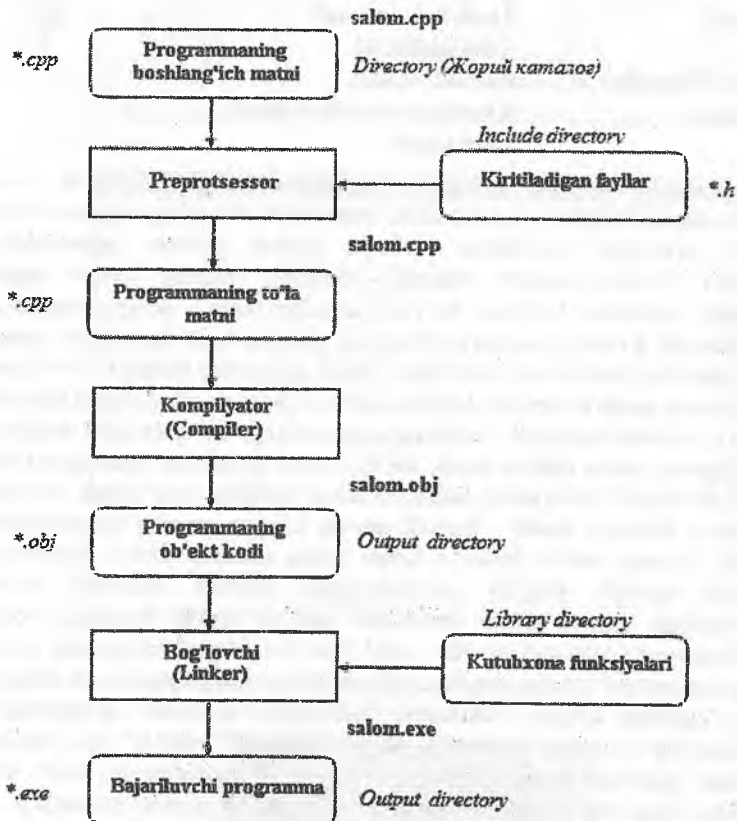 salom.cpp
*.cpp
Programmaning
boshlang'ich matni
Directory (Жорий каталог)
Include directory
Preprotsessor
Kiritiladigan fayllar
*.h
salom.cpp
*.cpp
Programmaning to'la
matni
Kompilyator
(Compiler)
salom.obj
*.obj
Programmaning
ob'ekt kodi
Output directory
Library directory
Bog'lovchi
(Linker)
Kutubxona funksiyalari
salom.exe
*.exe
Bajariluvchi programma
Output directory